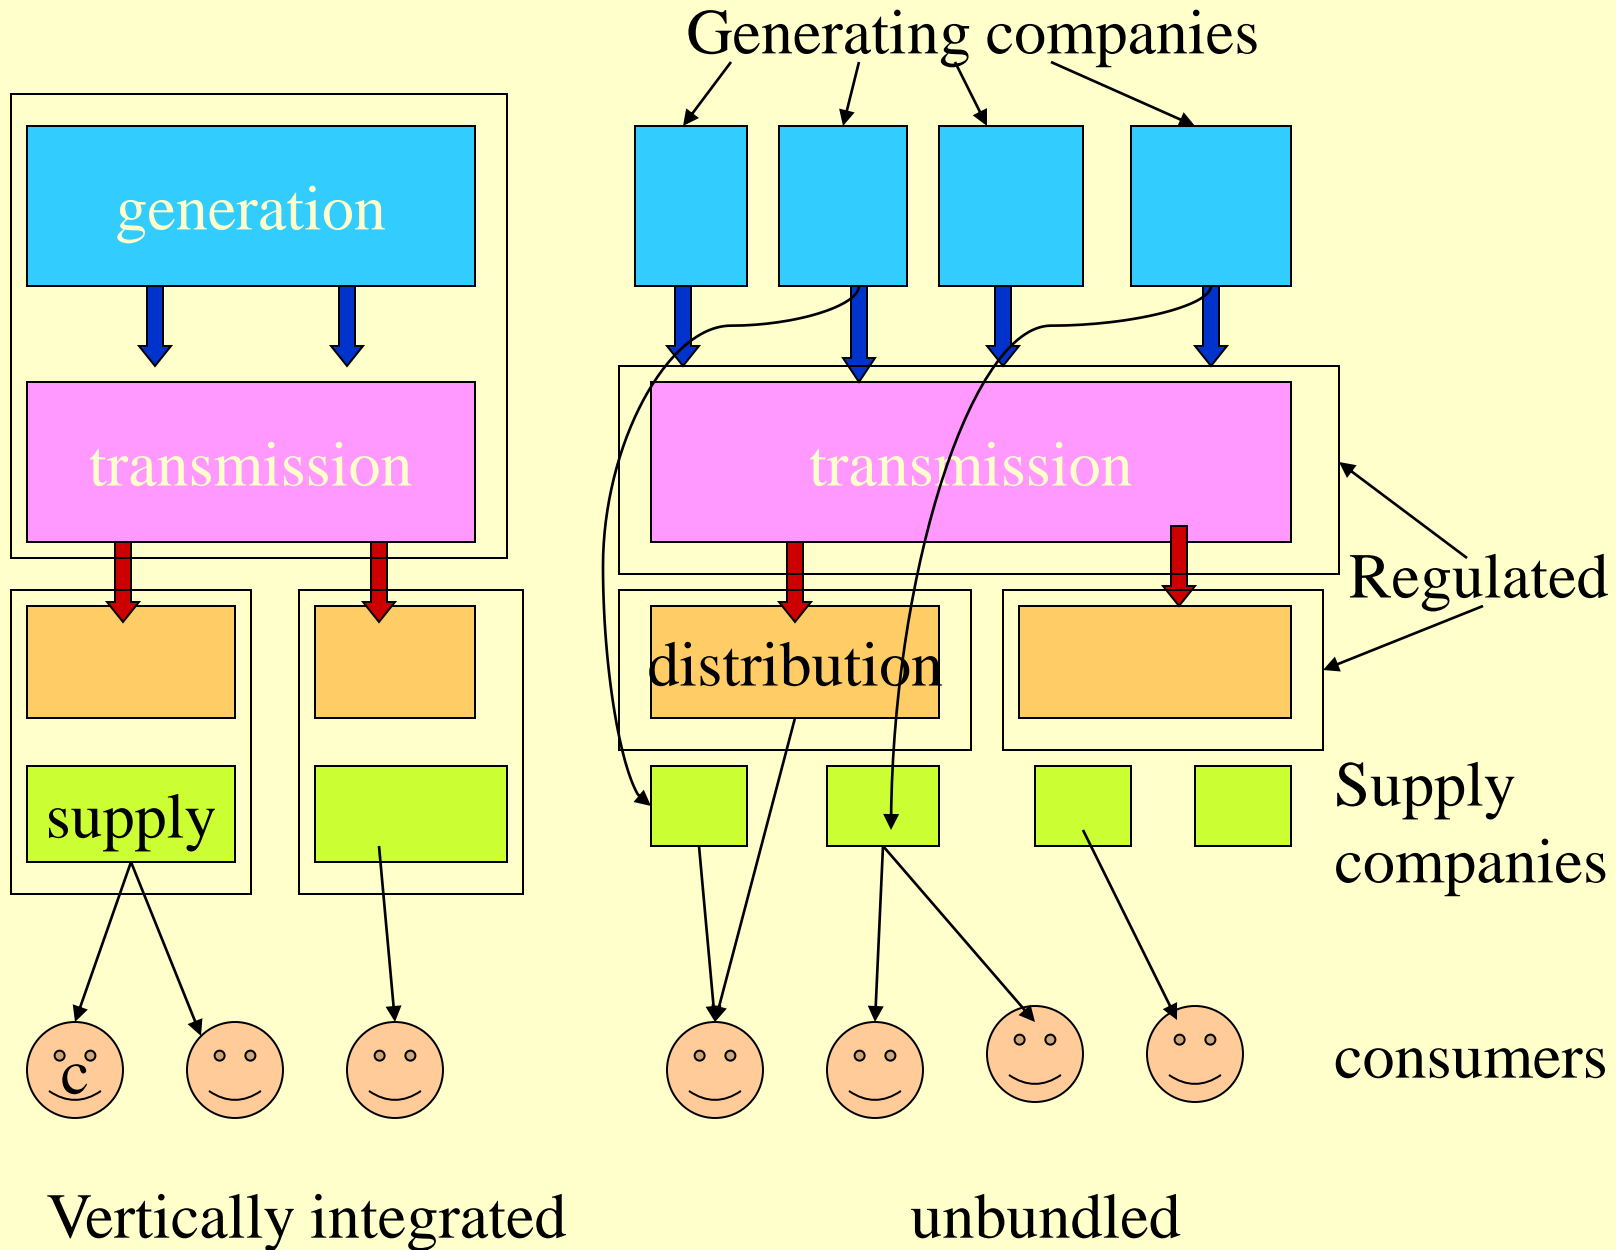 Generating companies
generation
transmission
transmission
Regulated
distribution
supply
Supply
companies
c
consumers
Vertically integrated
unbundled